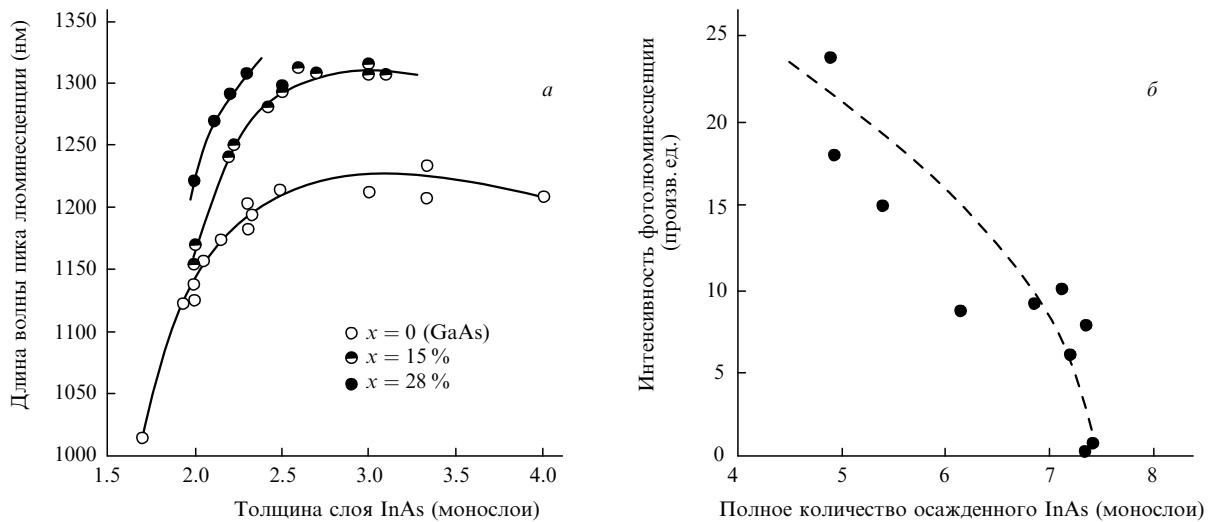 Длина волны пика люминесценции (нм)
1350
1300
1250
1200
1150
1100
1050
1000
1.5
2.0
2.5
3.0
3.5
4.0
Толщина слоя InAs (монослои)
а
x = 0 (GaAs)
x = 15 %
x = 28 %
Интенсивность фотолюминесценции
(произв. ед.)
25
20
15
10
5
0
4
5
6
7
8
Полное количество осажденного InAs (монослои)
б